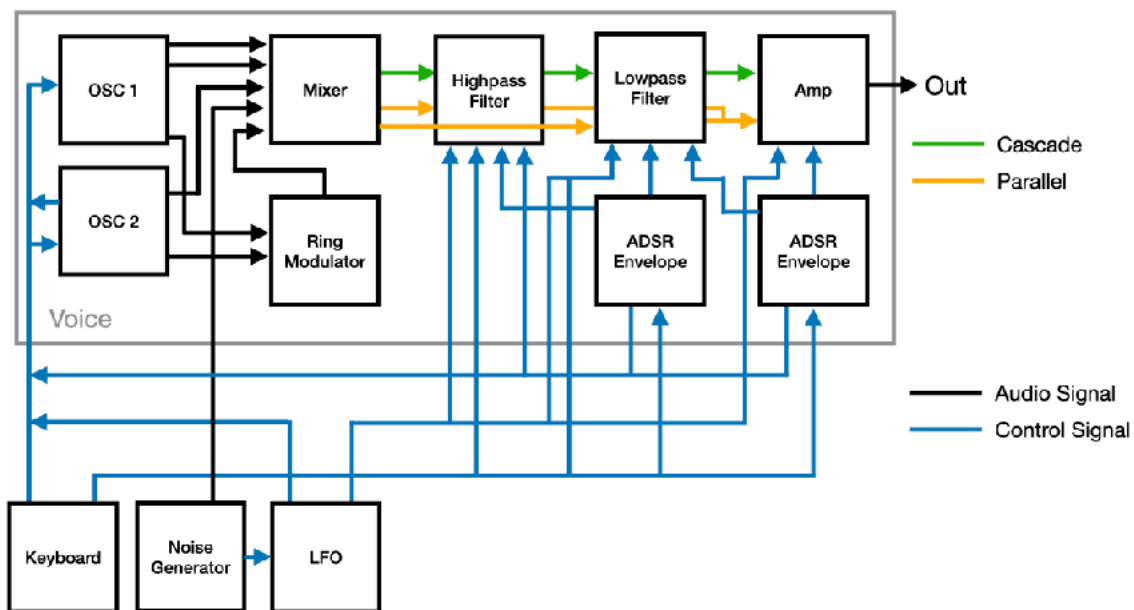 OSC 1
Mixer
Highpass
Filter
Lowpass
Filter
Amp
Out
Cascade
Parallel
OSC 2
Ring
Modulator
ADSR
Envelope
ADSR
Envelope
Voice
Audio Signal
Control Signal
Keyboard
Noise
Generator
LFO